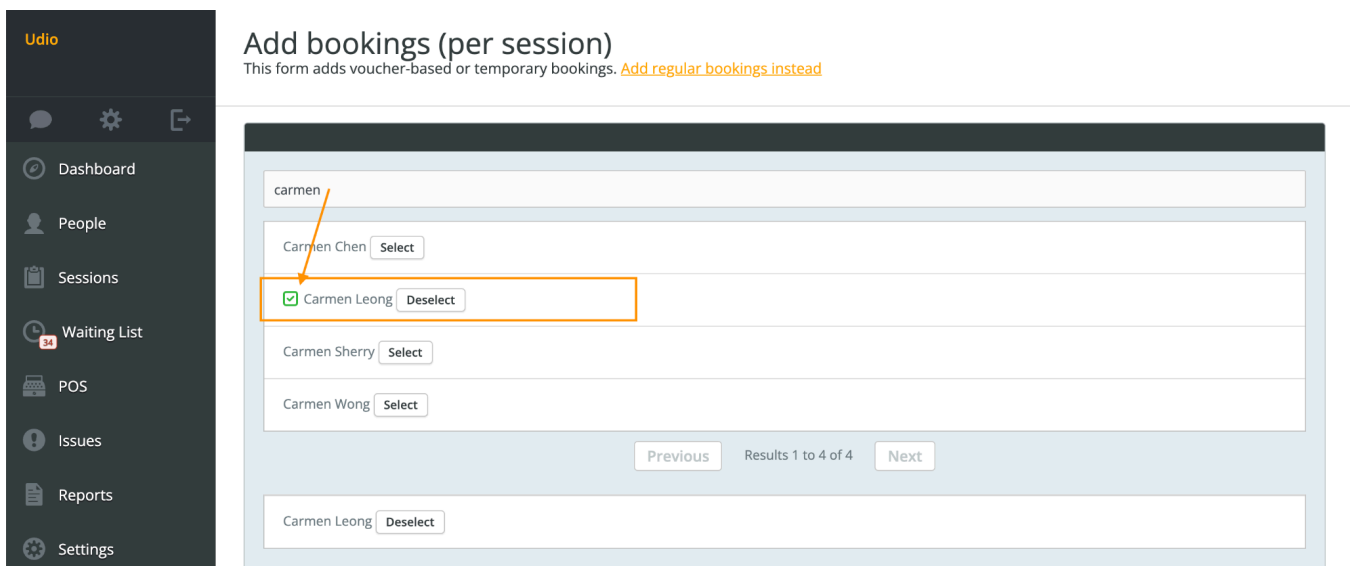 Udio
Add bookings (per session)
This form adds voucher-based or temporary bookings. Add regular bookings instead
Dashboard
People
Sessions
34
Waiting List
POS
Issues
Reports
Settings
carmen
Carmen Chen Select
Carmen Leong Deselect
Carmen Sherry Select
Carmen Wong Select
Previous Results 1 to 4 of 4 Next
Carmen Leong Deselect